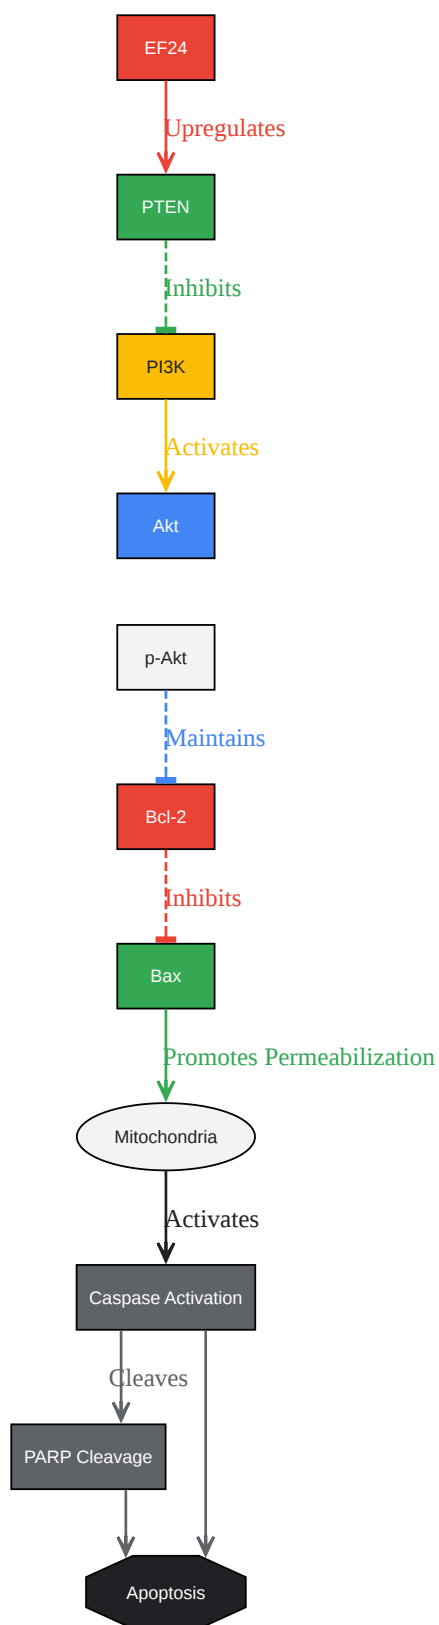 EF24
Upregulates
PTEN
Inhibits
PI3K
Activates
Akt
p-Akt
Maintains
Bcl-2
Inhibits
Bax
Promotes Permeabilization
Mitochondria
Activates
Caspase Activation
Cleaves
PARP Cleavage
Apoptosis